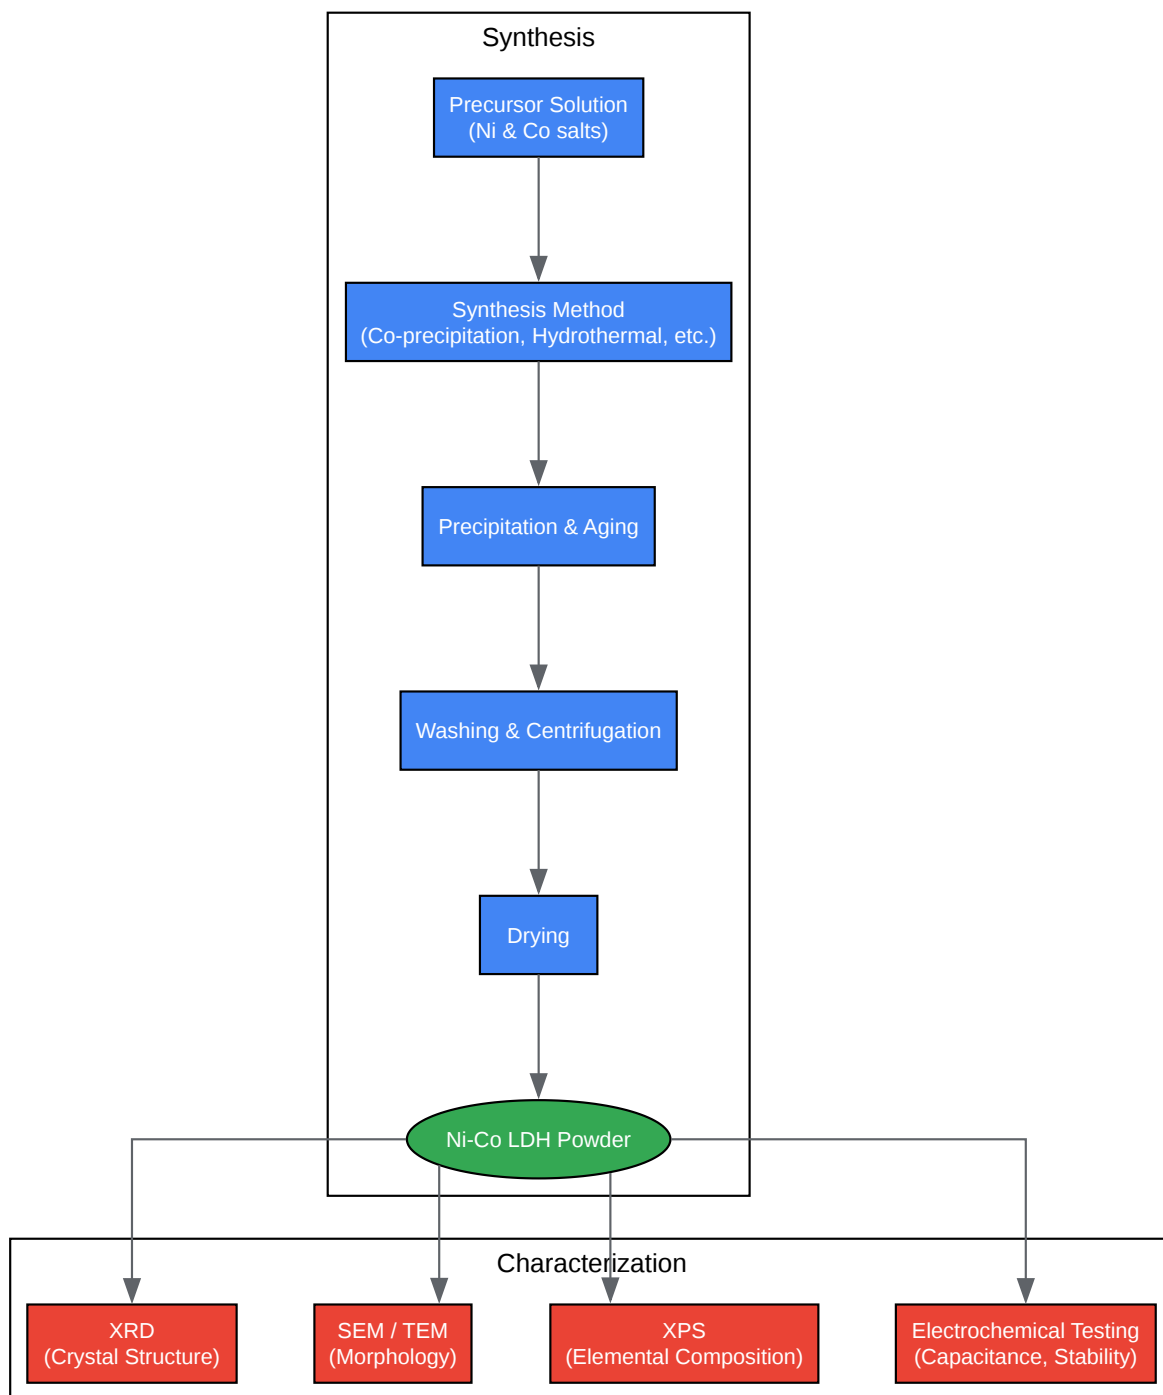 Synthesis
Precursor Solution
(Ni & Co salts)
Synthesis Method
(Co-precipitation, Hydrothermal, etc.)
Precipitation & Aging
Washing & Centrifugation
Drying
Ni-Co LDH Powder
Characterization
XRD
(Crystal Structure)
SEM / TEM
(Morphology)
XPS
(Elemental Composition)
Electrochemical Testing
(Capacitance, Stability)